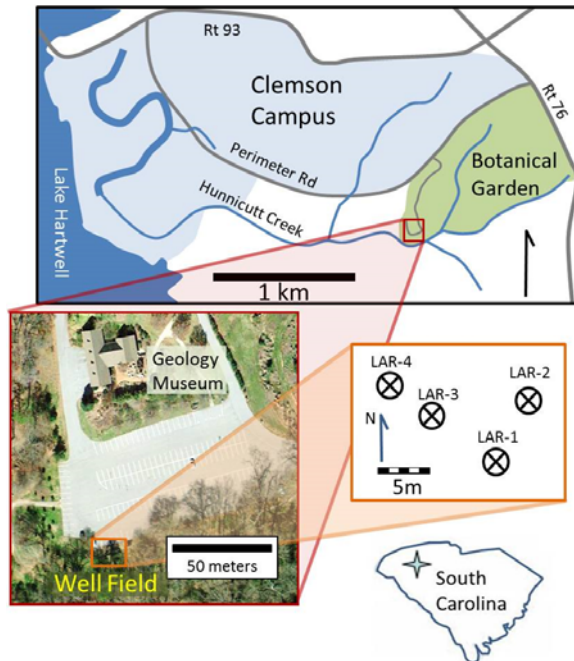 Rt 93
Clemson
Campus
Rt 76
Perimeter Rd
Botanical
Garden
Hunnicutt Creek
Lake Hartwell
1 km
Geology
Museum
50 meters
Well Field
LAR-4
LAR-3
LAR-2
LAR-1
N
5m
South
Carolina